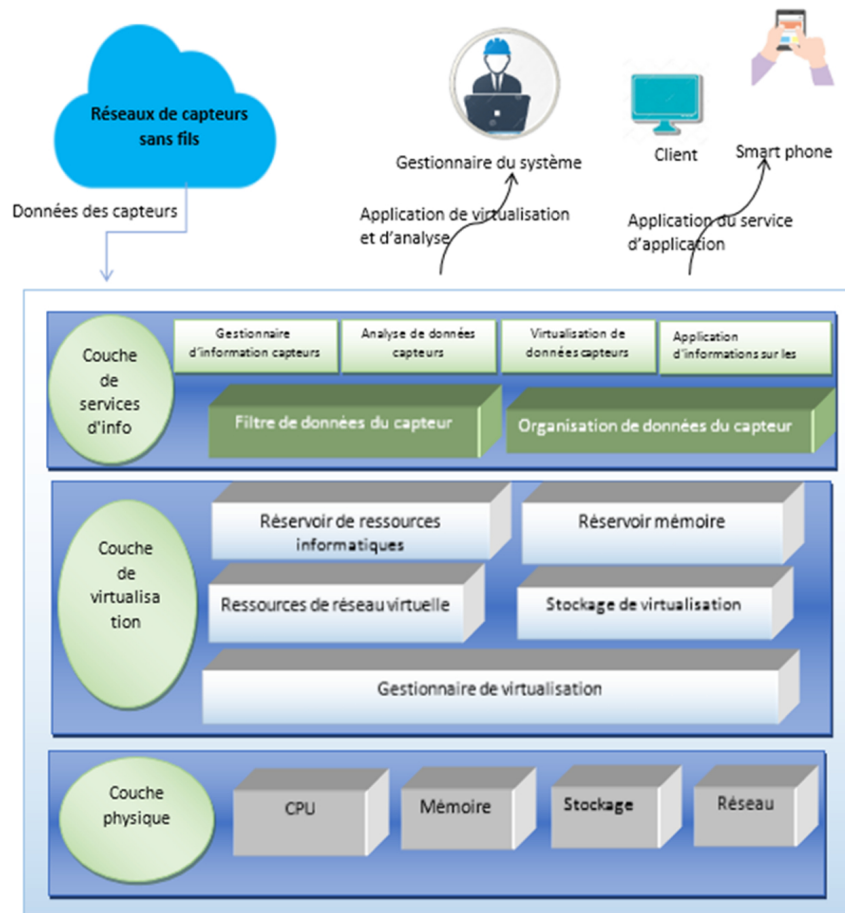 Réseaux de capteurs
sans fils
Gestionnaire du système
Client
Smart phone
Données des capteurs
Application de virtualisation
et d'analyse
Application du service
d'application
Couche
de
services
d'info
Gestionnaire
d'information capteurs
Analyse de données
capteurs
Virtualisation de
données capteurs
Application
d'informations sur les
Filtre de données du capteur
Organisation de données du capteur
Couche
de
virtualisa
tion
Réservoir de ressources
informatiques
Réservoir mémoire
Ressources de réseau virtuelle
Stockage de virtualisation
Gestionnaire de virtualisation
Couche
physique
CPU
Mémoire
Stockage
Réseau